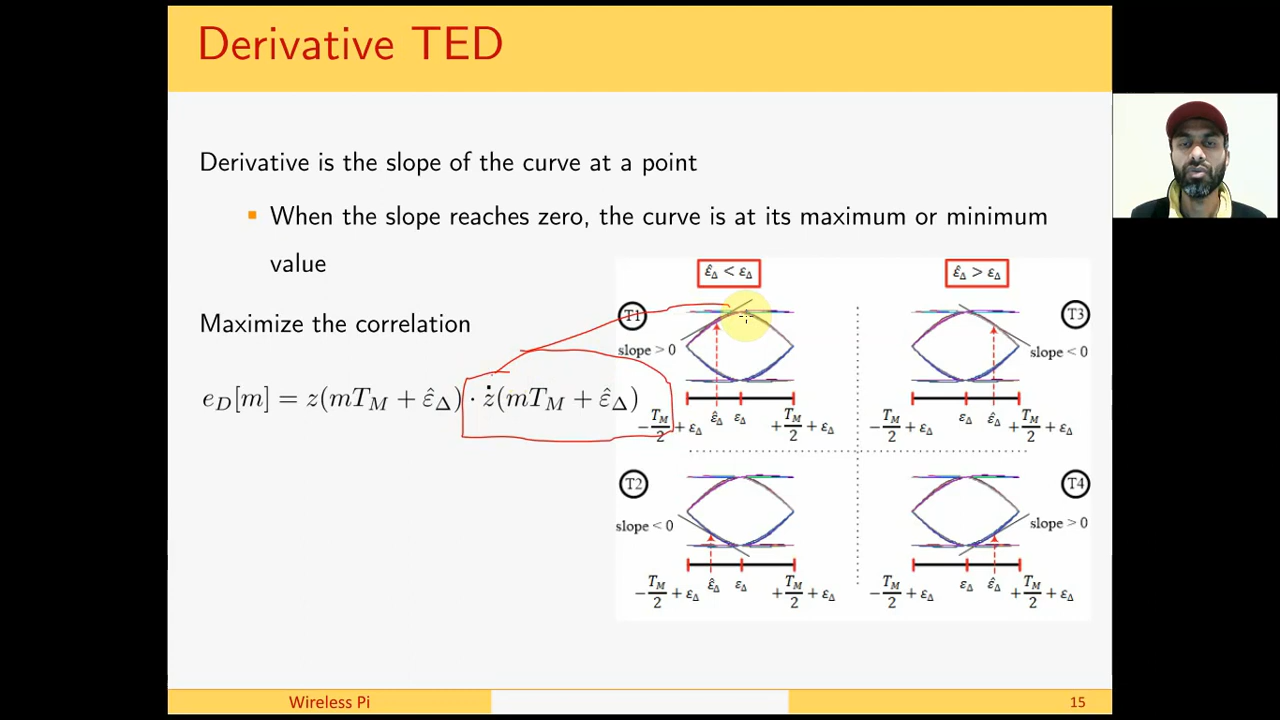 Derivative TED
Derivative is the slope of the curve at a point
▪ When the slope reaches zero, the curve is at its maximum or minimum
value
Maximize the correlation
e_D[m] = z(mT_M + ε̂_Δ) · ż(mT_M + ε̂_Δ)
ε̂_Δ < ε_Δ
T1
slope > 0
-T_M/2 + ε_Δ ε̂_Δ ε_Δ +T_M/2 + ε_Δ
ε̂_Δ > ε_Δ
T3
slope < 0
-T_M/2 + ε_Δ ε_Δ ε̂_Δ +T_M/2 + ε_Δ
T2
slope < 0
-T_M/2 + ε_Δ ε̂_Δ ε_Δ +T_M/2 + ε_Δ
T4
slope > 0
-T_M/2 + ε_Δ ε_Δ ε̂_Δ +T_M/2 + ε_Δ
Wireless Pi
15